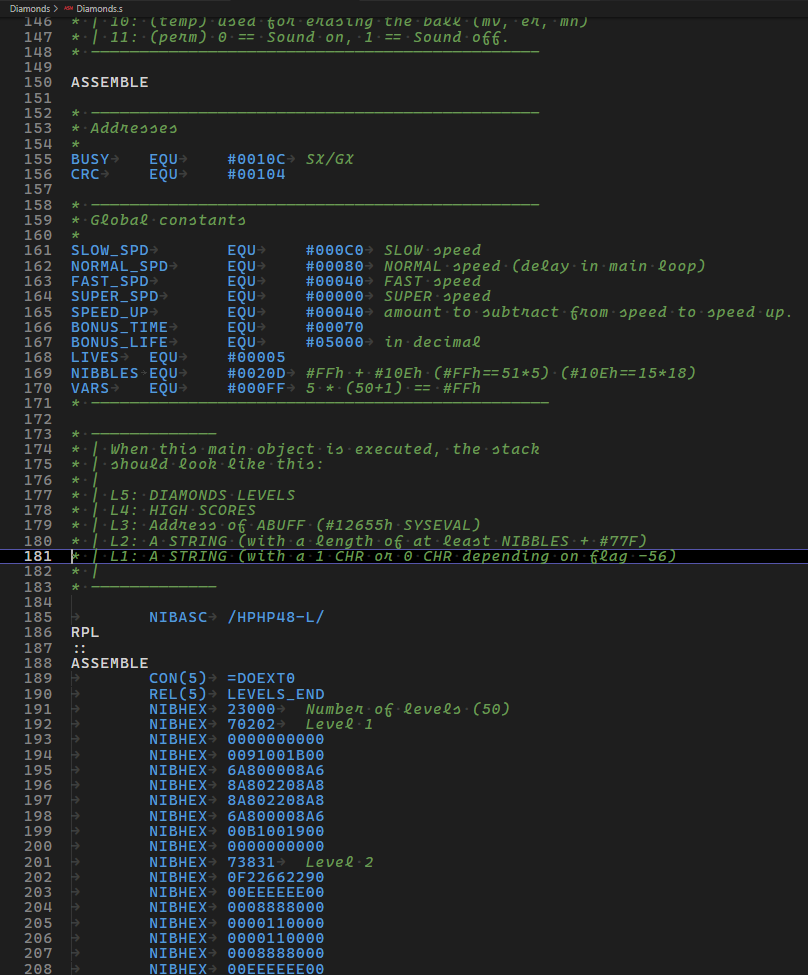 Diamonds > Diamonds.s
146 * | 10: (temp) used for erasing the ball (mv, er, mn)
147 * | 11: (perm) 0 == Sound on, 1 == Sound off.
148 * ──────────────────────────────────────────────
149
150 ASSEMBLE
151
152 * ──────────────────────────────────────────────
153 * Addresses
154 *
155 BUSY EQU #0010C SX/GX
156 CRC EQU #00104
157
158 * ──────────────────────────────────────────────
159 * Global constants
160 *
161 SLOW_SPD EQU #000C0 SLOW speed
162 NORMAL_SPD EQU #00080 NORMAL speed (delay in main loop)
163 FAST_SPD EQU #00040 FAST speed
164 SUPER_SPD EQU #00000 SUPER speed
165 SPEED_UP EQU #00040 amount to subtract from speed to speed up.
166 BONUS_TIME EQU #00070
167 BONUS_LIFE EQU #05000 in decimal
168 LIVES EQU #00005
169 NIBBLES EQU #0020D #FFh + #10Eh (#FFh==51*5) (#10Eh==15*18)
170 VARS EQU #000FF 5 * (50+1) == #FFh
171 * ───────────────────────────────────────────────
172
173 * ─────────────
174 * | When this main object is executed, the stack
175 * | should look like this:
176 * |
177 * | L5: DIAMONDS LEVELS
178 * | L4: HIGH SCORES
179 * | L3: Address of ABUFF (#12655h SYSEVAL)
180 * | L2: A STRING (with a length of at least NIBBLES + #77F)
181 * | L1: A STRING (with a 1 CHR or 0 CHR depending on flag -56)
182 * |
183 * ─────────────
184
185 NIBASC /HPHP48-L/
186 RPL
187 ::
188 ASSEMBLE
189 CON(5) =DOEXT0
190 REL(5) LEVELS_END
191 NIBHEX 23000 Number of levels (50)
192 NIBHEX 70202 Level 1
193 NIBHEX 0000000000
194 NIBHEX 0091001B00
195 NIBHEX 6A800008A6
196 NIBHEX 8A802208A8
197 NIBHEX 8A802208A8
198 NIBHEX 6A800008A6
199 NIBHEX 00B1001900
200 NIBHEX 0000000000
201 NIBHEX 73831 Level 2
202 NIBHEX 0F22662290
203 NIBHEX 00EEEEEE00
204 NIBHEX 0008888000
205 NIBHEX 0000110000
206 NIBHEX 0000110000
207 NIBHEX 0008888000
208 NIBHEX 00EEEEEE00